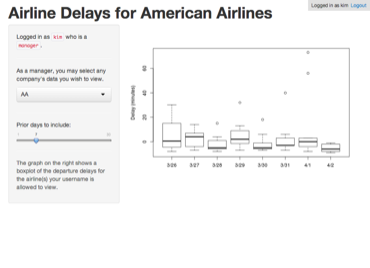 Airline Delays for American Airlines
Logged in as kim Logout
Logged in as kim who is a
manager.
As a manager, you may select any
company's data you wish to view.
AA
Prior days to include:
The graph on the right shows a
boxplot of the departure delays for
the airline(s) your username is
allowed to view.
Delay (minutes)
60
40
20
0
3/26 3/27 3/28 3/29 3/30 3/31 4/1 4/2